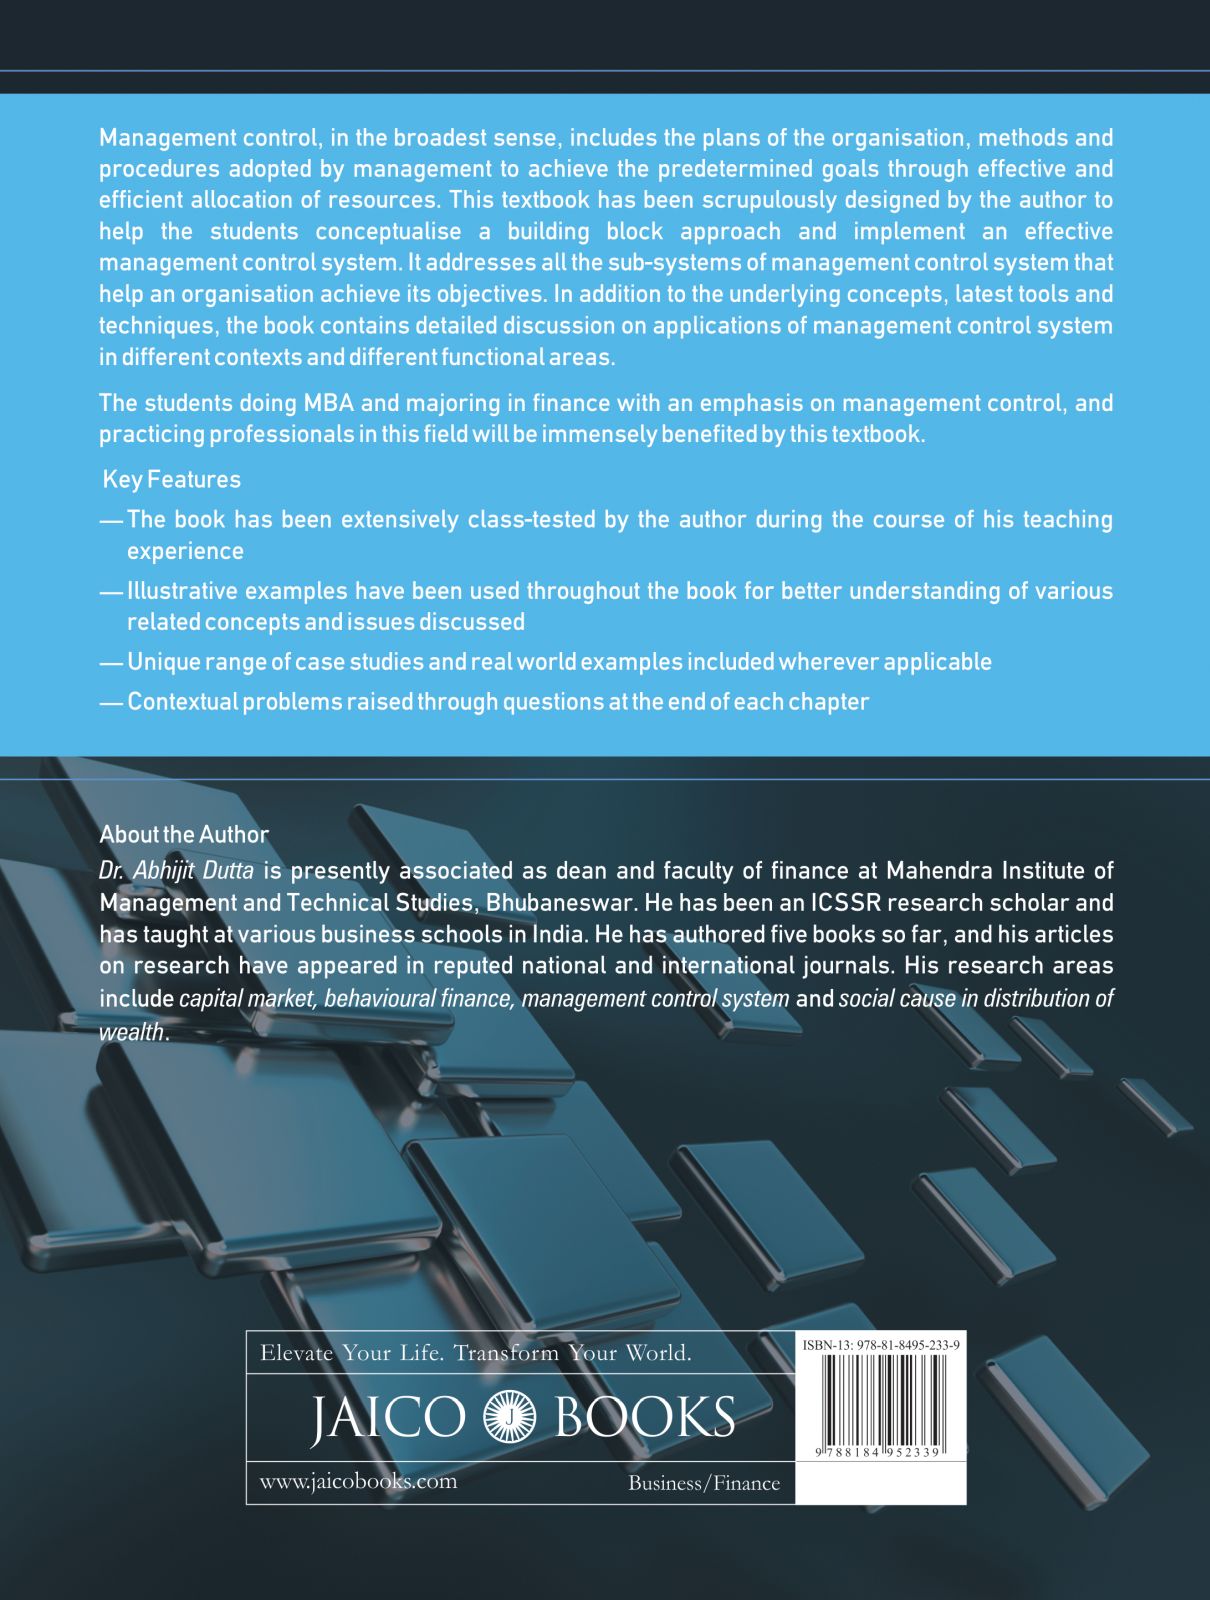 Management control, in the broadest sense, includes the plans of the organisation, methods and
procedures adopted by management to achieve the predetermined goals through effective and
efficient allocation of resources. This textbook has been scrupulously designed by the author to
help the students conceptualise a building block approach and implement an effective
management control system. It addresses all the sub-systems of management control system that
help an organisation achieve its objectives. In addition to the underlying concepts, latest tools and
techniques, the book contains detailed discussion on applications of management control system
in different contexts and different functional areas.
The students doing MBA and majoring in finance with an emphasis on management control, and
practicing professionals in this field will be immensely benefited by this textbook.
Key Features
— The book has been extensively class-tested by the author during the course of his teaching
experience
— Illustrative examples have been used throughout the book for better understanding of various
related concepts and issues discussed
— Unique range of case studies and real world examples included wherever applicable
— Contextual problems raised through questions at the end of each chapter
About the Author
Dr. Abhijit Dutta is presently associated as dean and faculty of finance at Mahendra Institute of
Management and Technical Studies, Bhubaneswar. He has been an ICSSR research scholar and
has taught at various business schools in India. He has authored five books so far, and his articles
on research have appeared in reputed national and international journals. His research areas
include capital market, behavioural finance, management control system and social cause in distribution of
wealth.
Elevate Your Life. Transform Your World.
JAICO J BOOKS
www.jaicobooks.com Business/Finance
ISBN-13: 978-81-8495-233-9
9 788184 952339